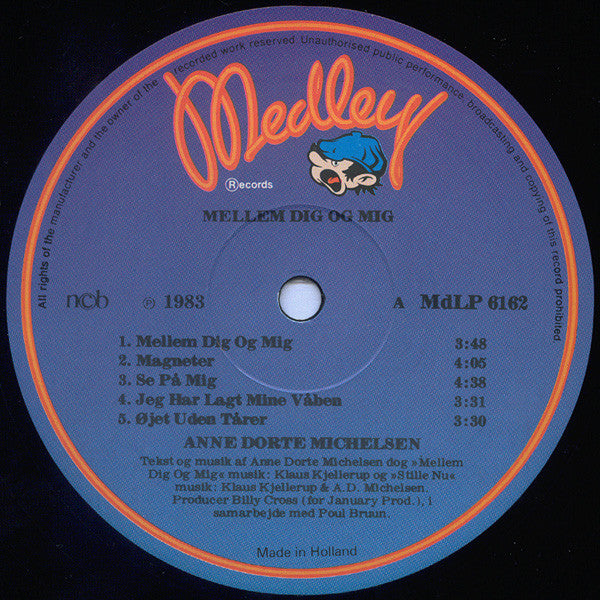 All rights of the manufacturer and the owner of the recorded work reserved Unauthorised public performance, broadcasting and copying of this record prohibited
Medley
®ecords
MELLEM DIG OG MIG
ncb ℗ 1983 A MdLP 6162
1. Mellem Dig Og Mig 3:48
2. Magneter 4:05
3. Se På Mig 4:38
4. Jeg Har Lagt Mine Våben 3:31
5. Øjet Uden Tårer 3:30
ANNE DORTE MICHELSEN
Tekst og musik af Anne Dorte Michelsen dog »Mellem
Dig Og Mig« musik: Klaus Kjellerup og »Stille Nu«
musik: Klaus Kjellerup & A.D. Michelsen.
Producer Billy Cross (for January Prod.), i
samarbejde med Poul Bruun.
Made in Holland